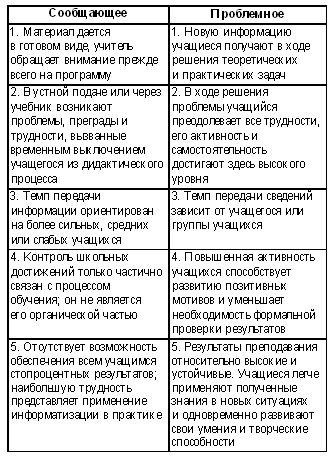 Сообщающее
Проблемное
1. Материал дается
в готовом виде, учитель
обращает внимание прежде
всего на программу
1. Новую информацию
учащиеся получают в ходе
решения теоретических
и практических задач
2. В устной подаче или через
учебник возникают
проблемы, преграды и
трудности, вызванные
временным выключением
учащегося из дидактического
процесса
2. В ходе решения
проблемы учащийся
преодолевает все трудности,
его активность и
самостоятельность
достигают здесь высокого
уровня
3. Темп передачи
информации ориентирован
на более сильных, средних
или слабых учащихся
3. Темп передачи сведений
зависит от учащегося или
группы учащихся
4. Контроль школьных
достижений только частично
связан с процессом
обучения; он не является
его органической частью
4. Повышенная активность
учащихся способствует
развитию позитивных
мотивов и уменьшает
необходимость формальной
проверки результатов
5. Отсутствует возможность
обеспечения всем учащимся
стопроцентных результатов;
наибольшую трудность
представляет применение
информатизации в практике
5. Результаты преподавания
относительно высокие и
устойчивые. Учащиеся легче
применяют полученные
знания в новых ситуациях
и одновременно развивают
свои умения и творческие
способности